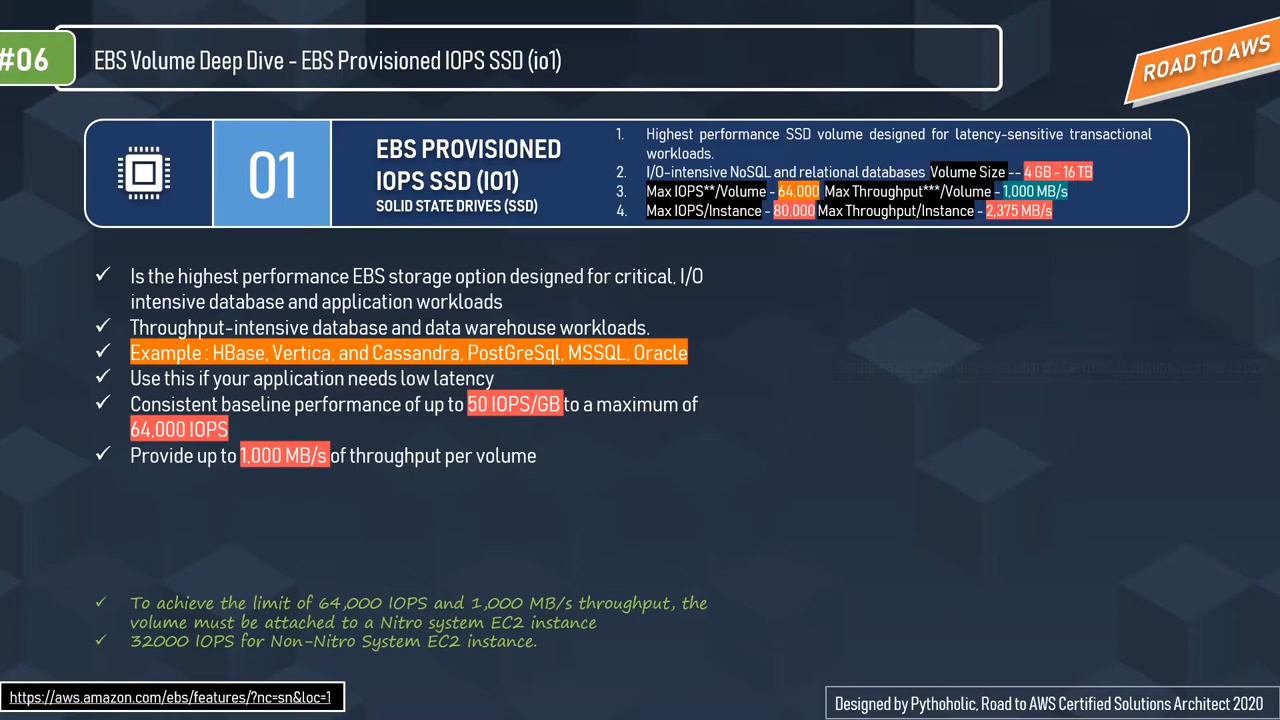 #06
EBS Volume Deep Dive - EBS Provisioned IOPS SSD (io1)
ROAD TO AWS
01
EBS PROVISIONED
IOPS SSD (IO1)
SOLID STATE DRIVES (SSD)
1. Highest performance SSD volume designed for latency-sensitive transactional
workloads.
2. I/O-intensive NoSQL and relational databases Volume Size -- 4 GB - 16 TB
3. Max IOPS**/Volume - 64,000 Max Throughput***/Volume - 1,000 MB/s
4. Max IOPS/Instance - 80,000 Max Throughput/Instance - 2,375 MB/s
✓ Is the highest performance EBS storage option designed for critical, I/O
intensive database and application workloads
✓ Throughput-intensive database and data warehouse workloads.
✓ Example : HBase, Vertica, and Cassandra, PostGreSql, MSSQL, Oracle
✓ Use this if your application needs low latency
✓ Consistent baseline performance of up to 50 IOPS/GB to a maximum of
64,000 IOPS
✓ Provide up to 1,000 MB/s of throughput per volume
✓ To achieve the limit of 64,000 IOPS and 1,000 MB/s throughput, the
volume must be attached to a Nitro system EC2 instance
✓ 32000 IOPS for Non-Nitro System EC2 instance.
https://aws.amazon.com/ebs/features/?nc=sn&loc=1
Designed by Pythoholic, Road to AWS Certified Solutions Architect 2020